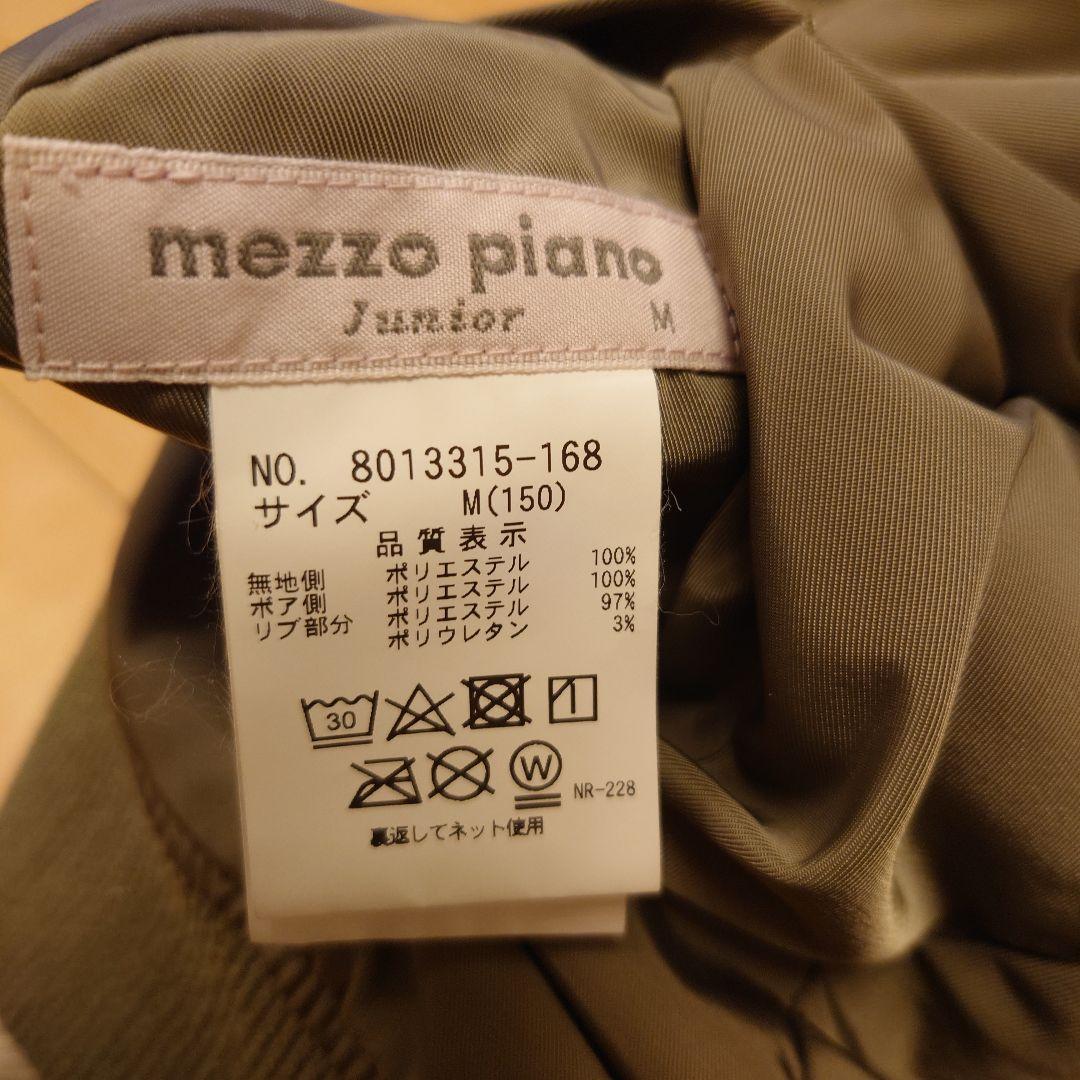 mezzo piano
Junior M
NO. 8013315-168
サイズ M(150)
品質表示
無地側 ポリエステル 100%
ボア側 ポリエステル 100%
リブ部分 ポリエステル 97%
ポリウレタン 3%
30
W NR-228
裏返してネット使用